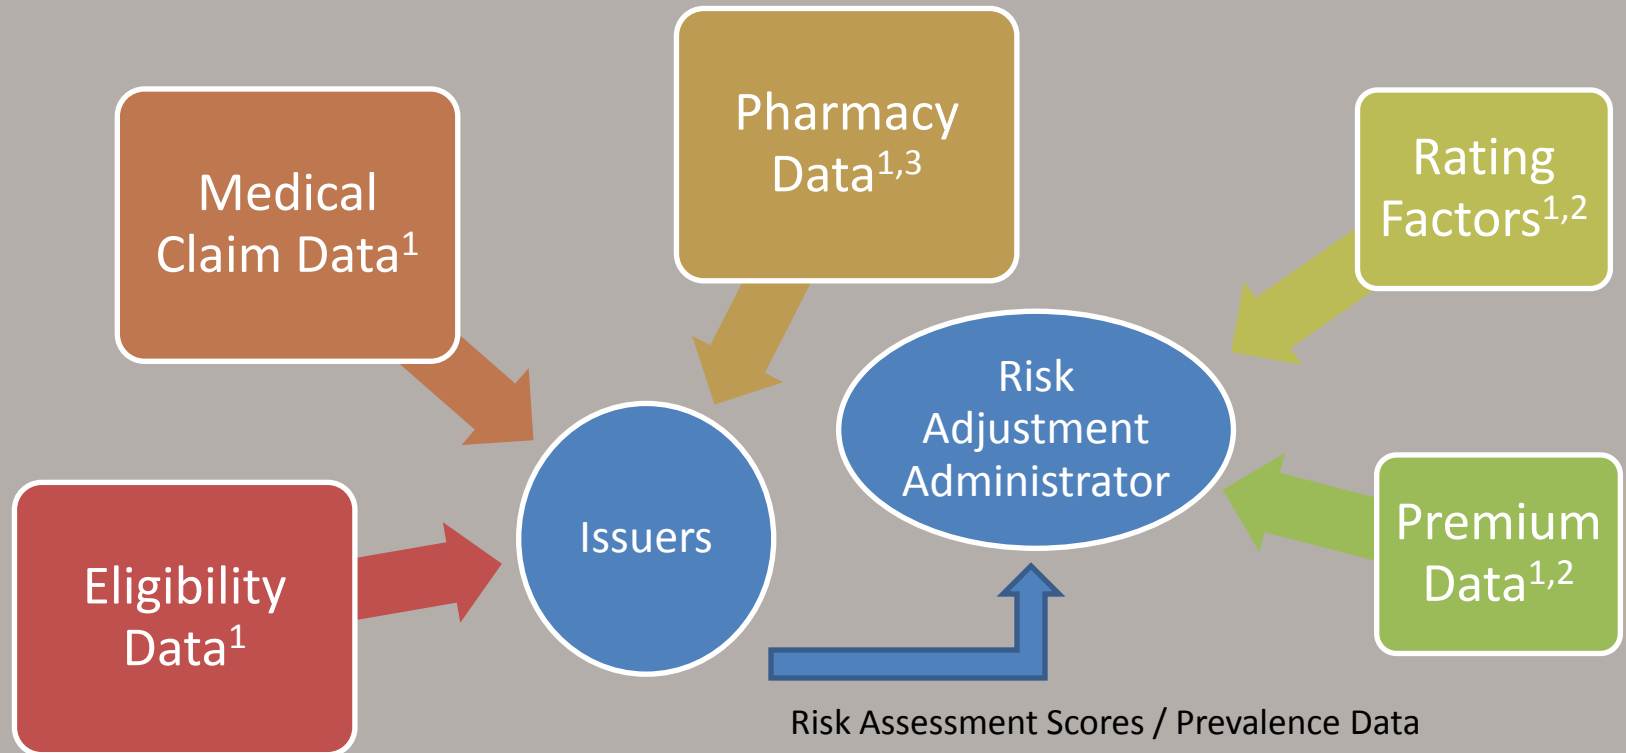 Pharmacy
Data1,3
Medical
Claim Data1
Rating
Factors1,2
Risk
Adjustment
Administrator
Issuers
Premium
Data1,2
Eligibility
Data1
Risk Assessment Scores / Prevalence Data